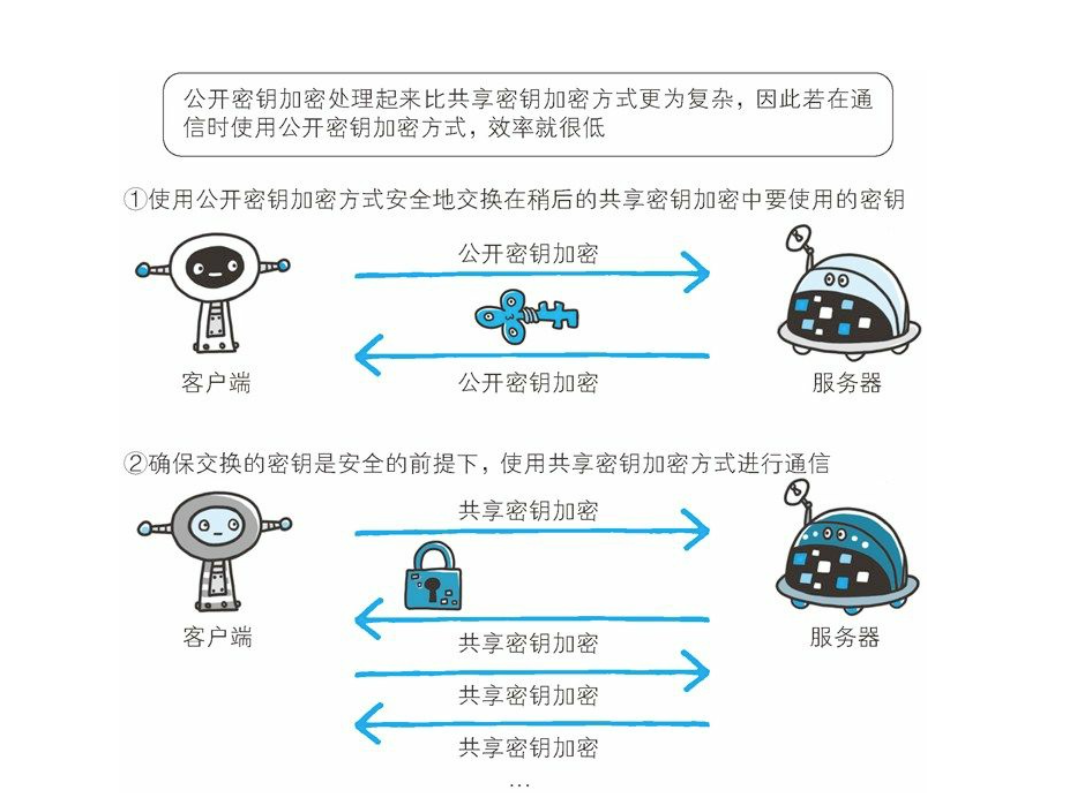 公开密钥加密处理起来比共享密钥加密方式更为复杂，因此若在通
信时使用公开密钥加密方式，效率就很低
①使用公开密钥加密方式安全地交换在稍后的共享密钥加密中要使用的密钥
公开密钥加密
公开密钥加密
客户端
服务器
②确保交换的密钥是安全的前提下，使用共享密钥加密方式进行通信
共享密钥加密
客户端
服务器
共享密钥加密
共享密钥加密
共享密钥加密
…